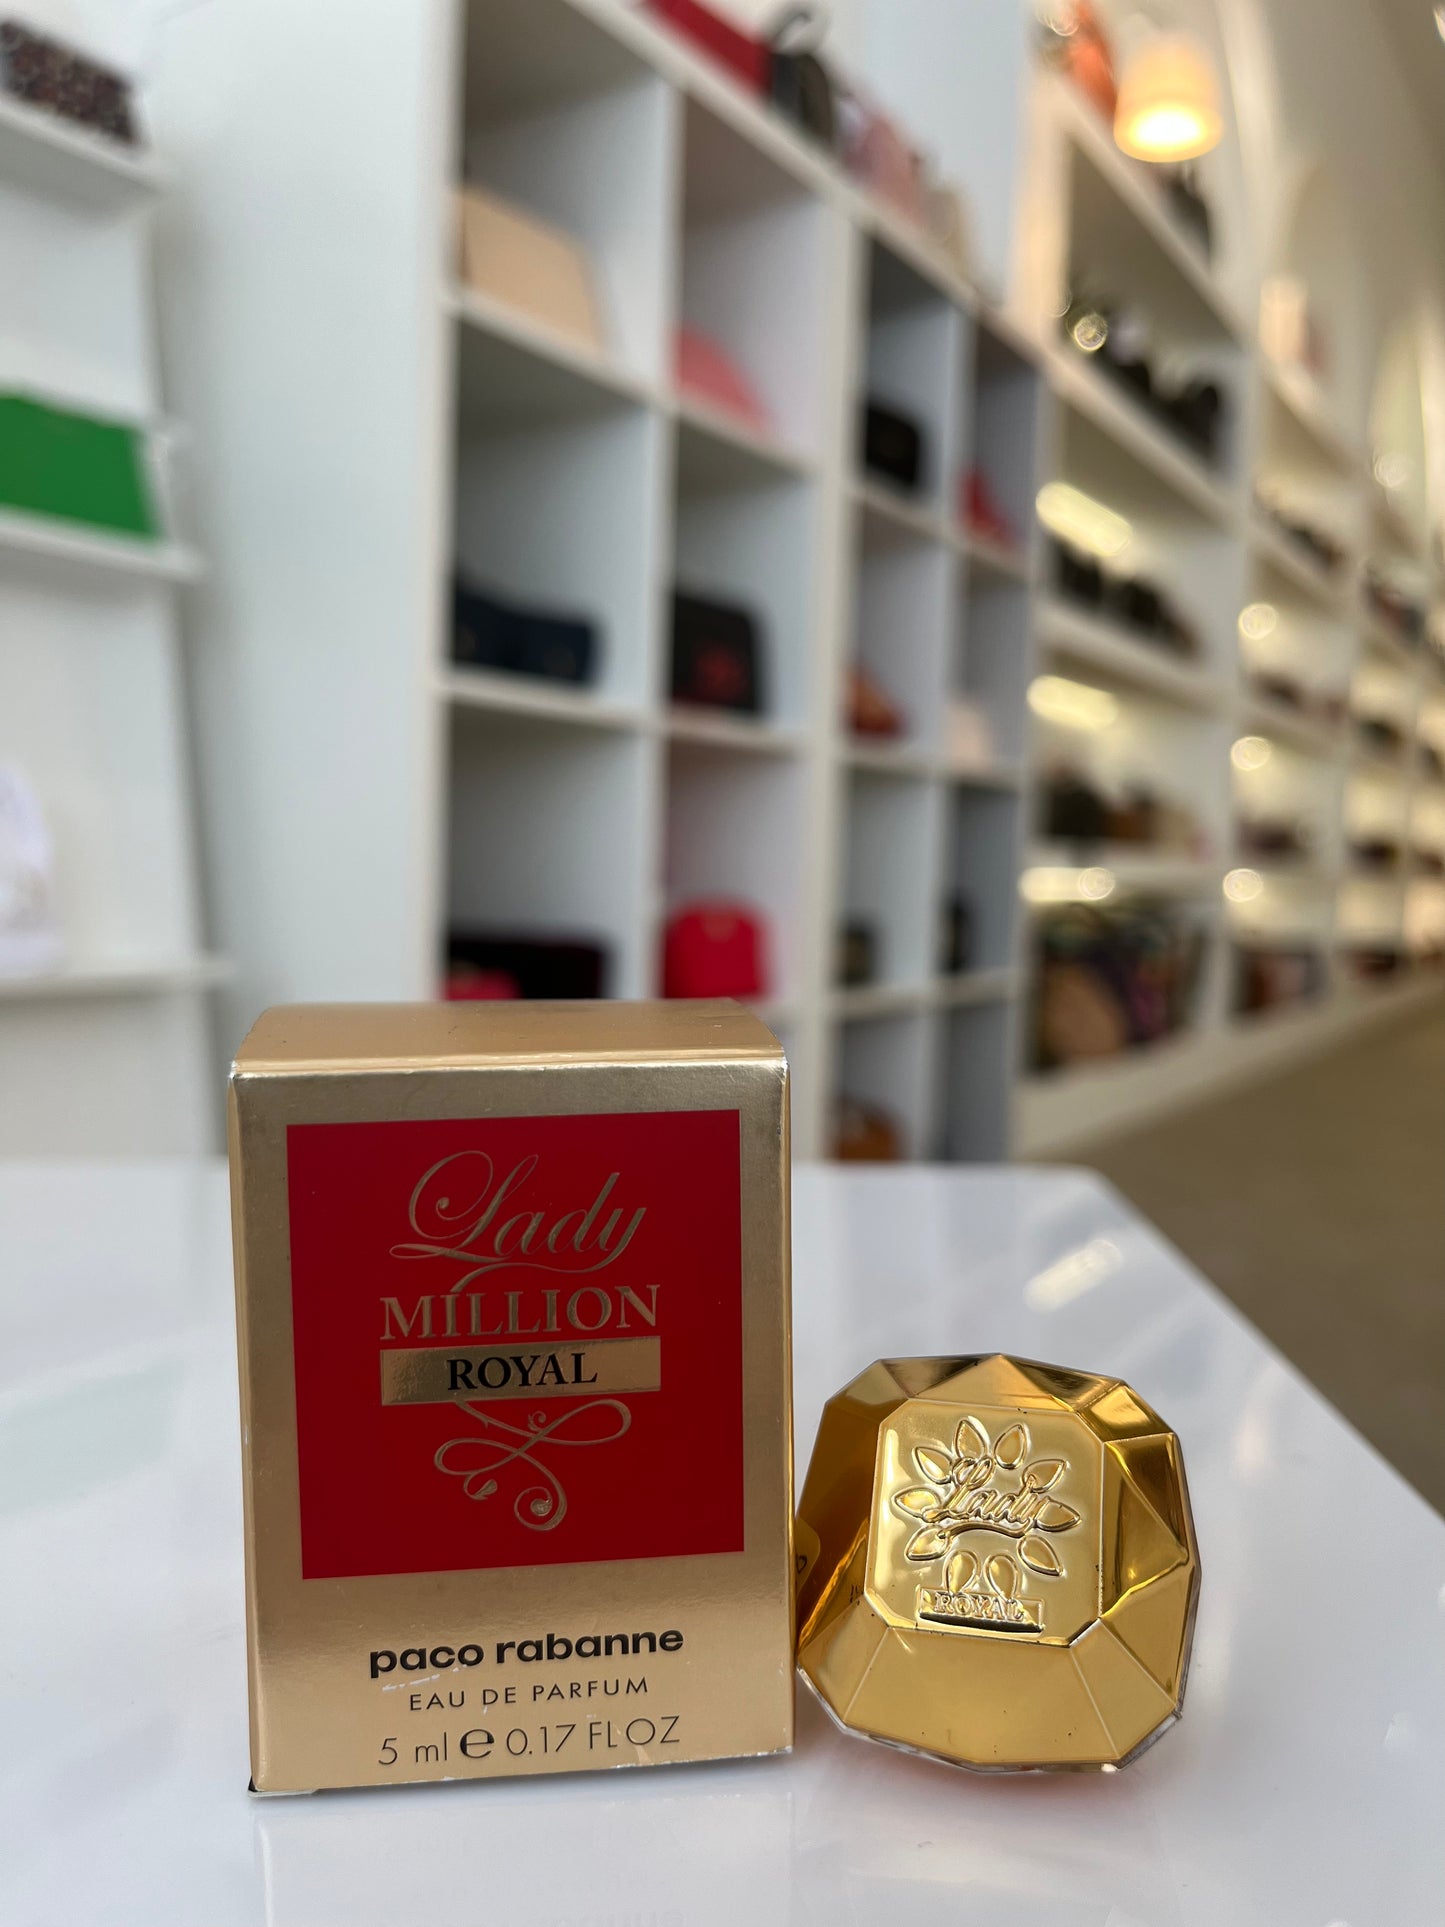 Lady
MILLION
ROYAL
paco rabanne
EAU DE PARFUM
5 ml e 0.17 FL OZ
Lady
ROYAL